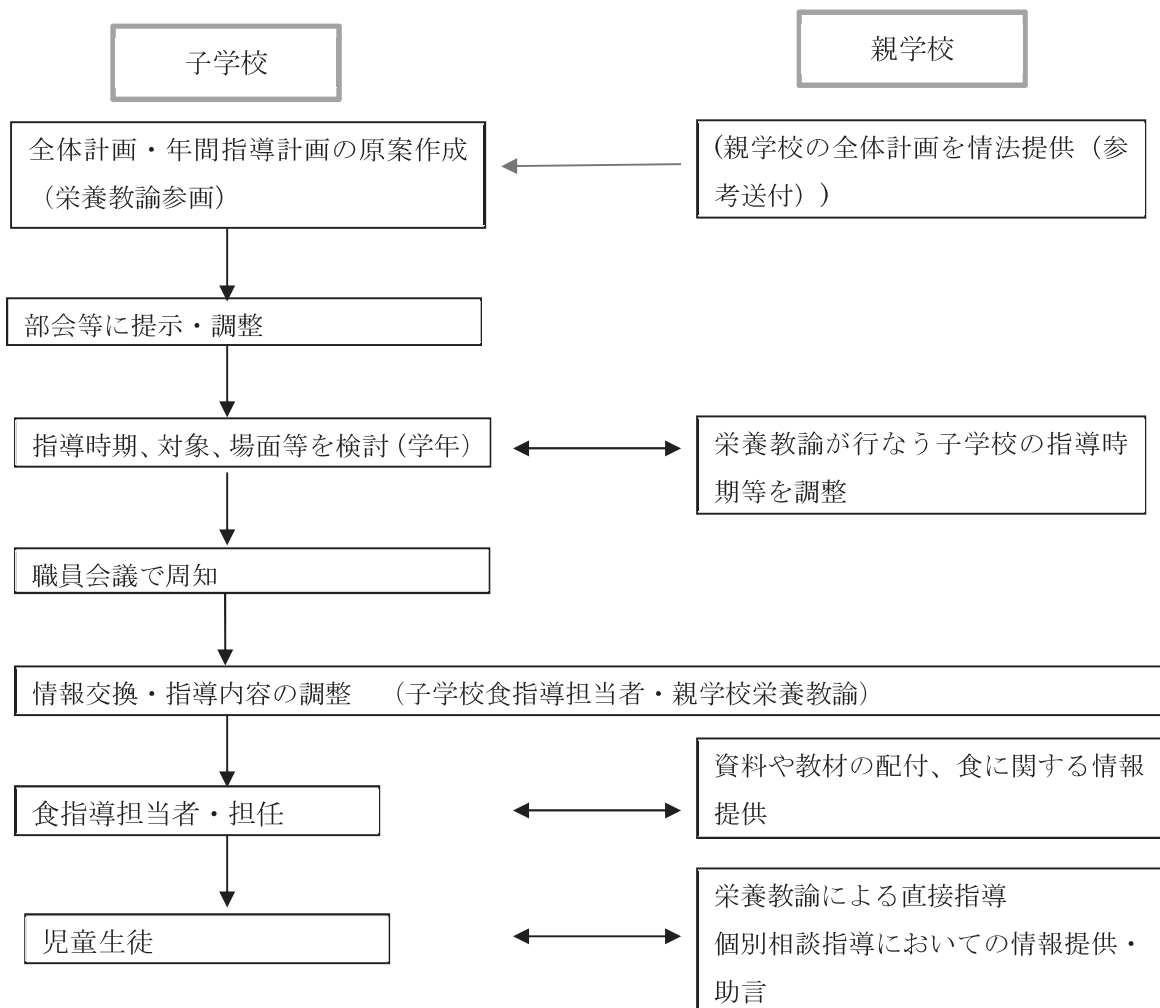 子学校
親学校
全体計画・年間指導計画の原案作成
（栄養教諭参画）
(親学校の全体計画を情法提供（参
考送付）)
部会等に提示・調整
指導時期、対象、場面等を検討(学年)
栄養教諭が行なう子学校の指導時
期等を調整
職員会議で周知
情報交換・指導内容の調整　（子学校食指導担当者・親学校栄養教諭）
資料や教材の配付、食に関する情報
提供
食指導担当者・担任
栄養教諭による直接指導
個別相談指導においての情報提供・
助言
児童生徒